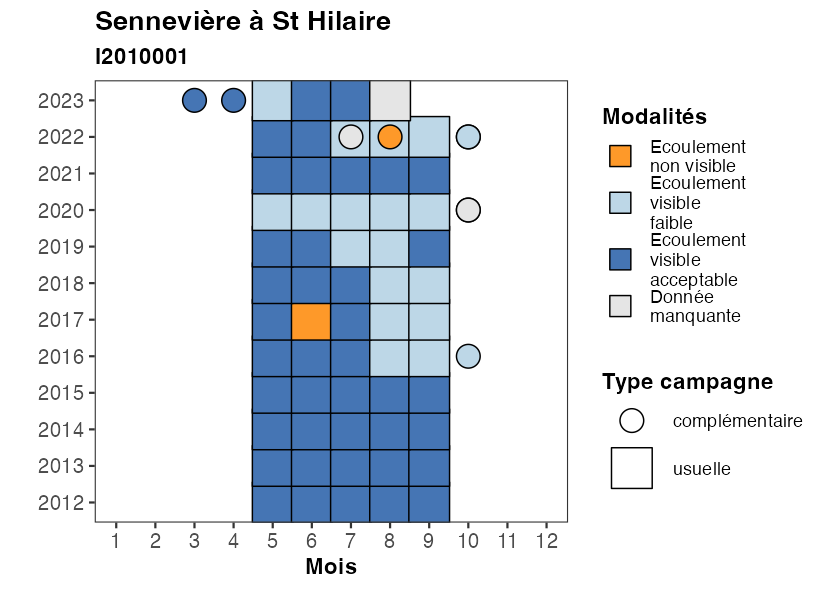 Sennevière à St Hilaire
I2010001
2023
2022
2021
2020
2019
2018
2017
2016
2015
2014
2013
2012
1 2 3 4 5 6 7 8 9 10 11 12
Mois
Modalités
Ecoulement
non visible
Ecoulement
visible
faible
Ecoulement
visible
acceptable
Donnée
manquante
Type campagne
complémentaire
usuelle